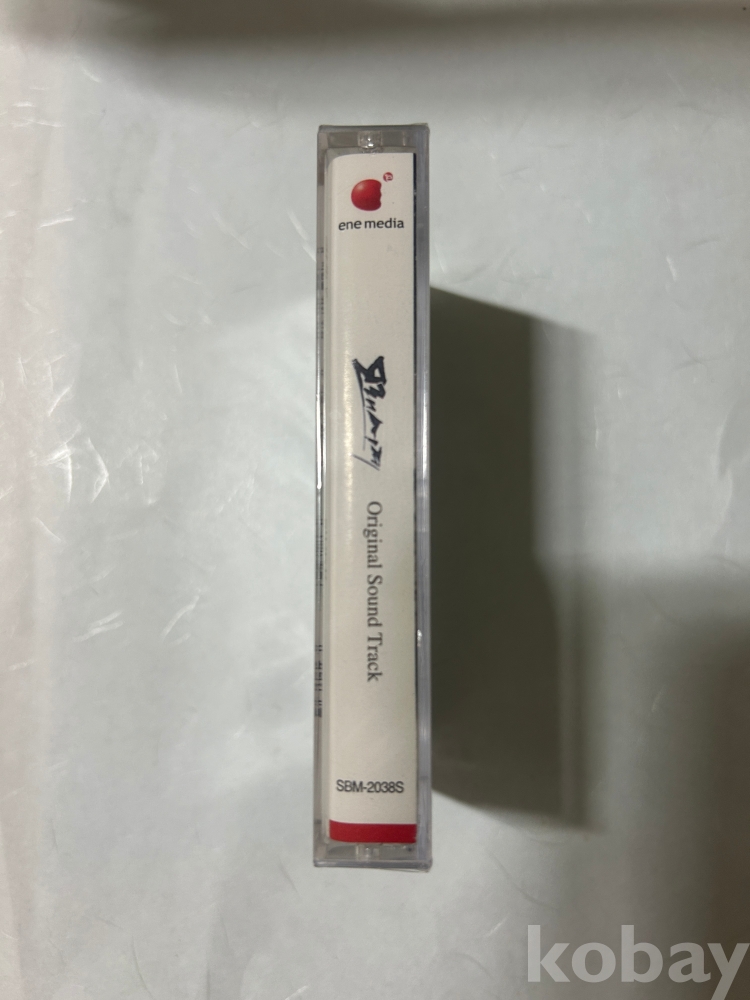 ene media
Original Sound Track
SBM-2038S
kobay